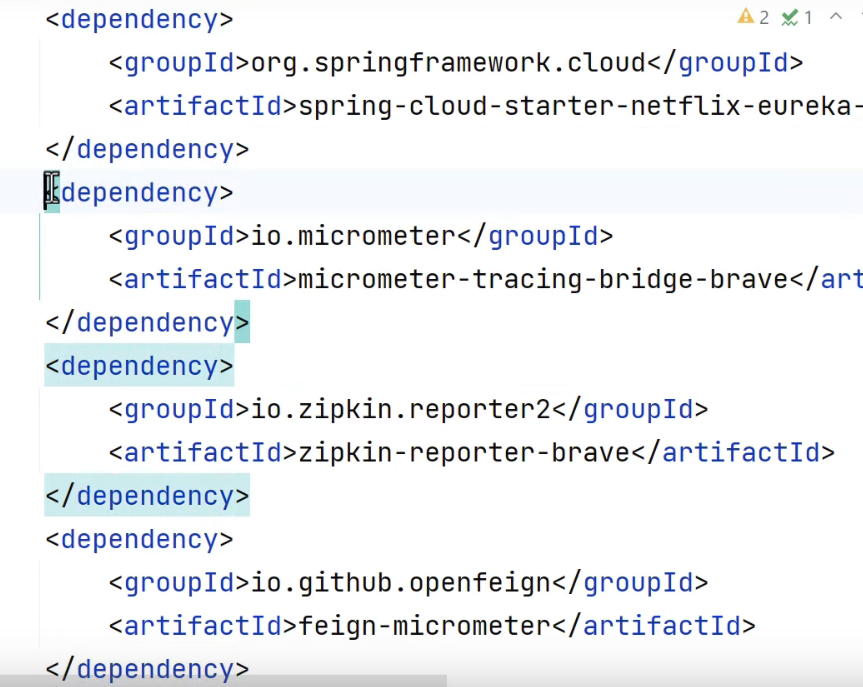 <dependency>
⚠ 2 ✓ 1 ^
<groupId>org.springframework.cloud</groupId>
<artifactId>spring-cloud-starter-netflix-eureka-
</dependency>
<dependency>
<groupId>io.micrometer</groupId>
<artifactId>micrometer-tracing-bridge-brave</art
</dependency>
<dependency>
<groupId>io.zipkin.reporter2</groupId>
<artifactId>zipkin-reporter-brave</artifactId>
</dependency>
<dependency>
<groupId>io.github.openfeign</groupId>
<artifactId>feign-micrometer</artifactId>
</dependency>